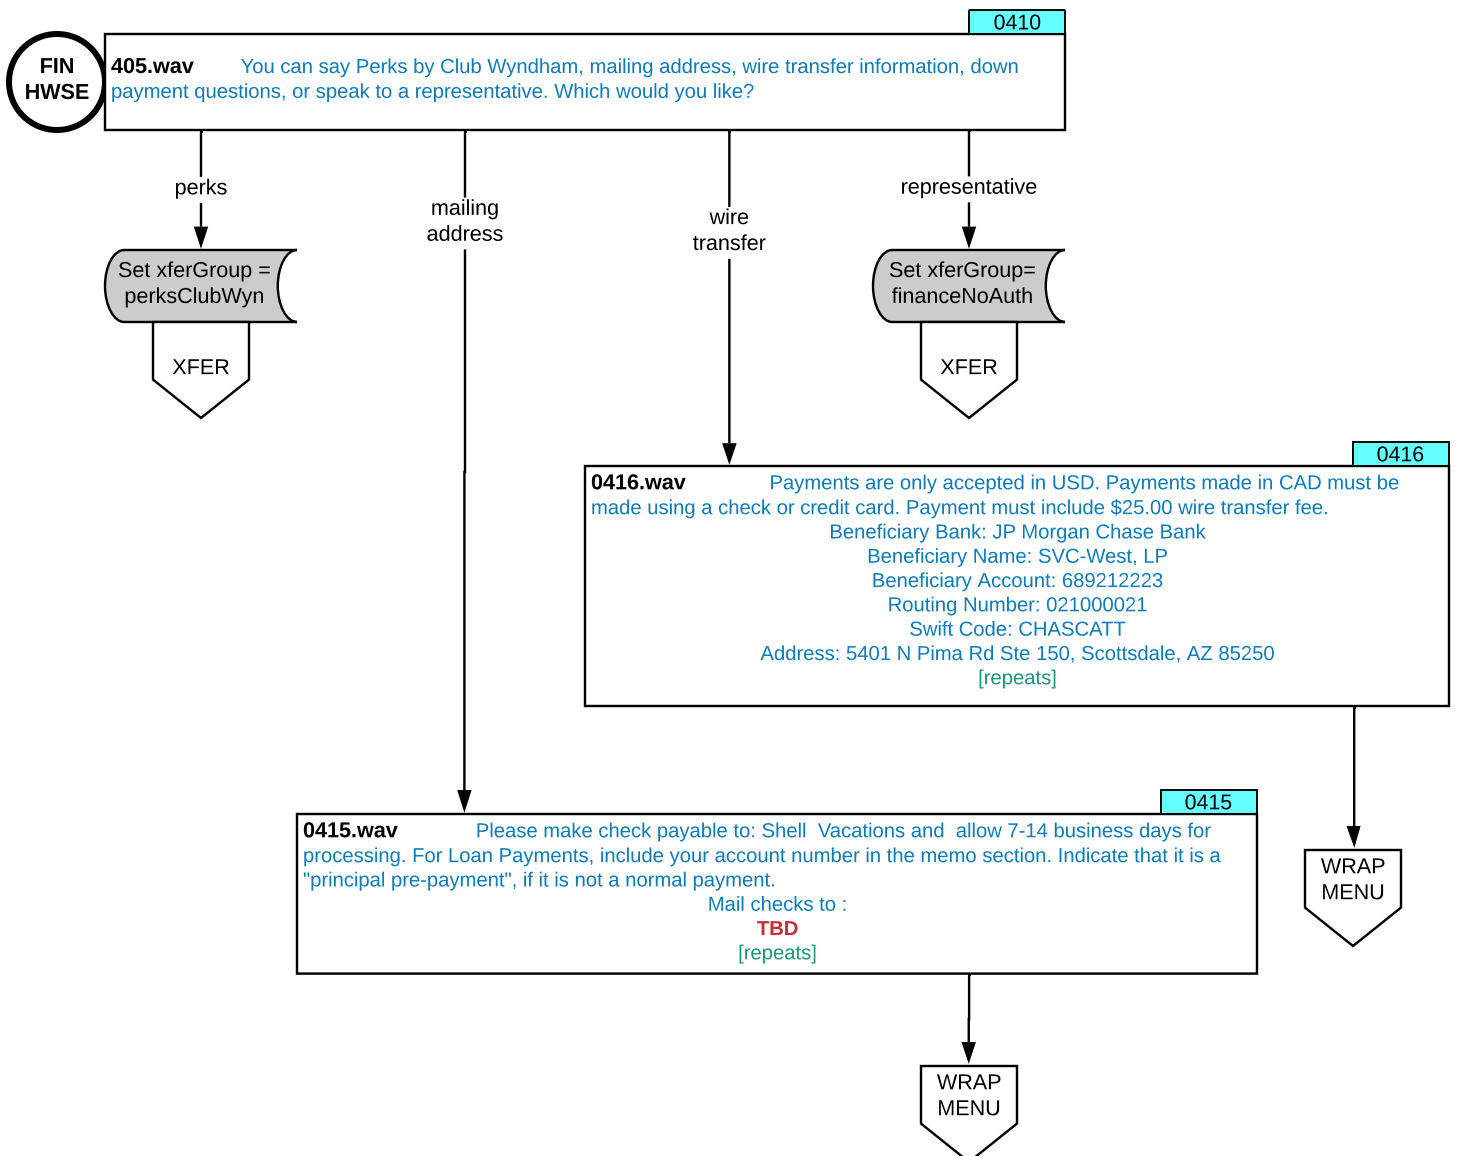 0410
FIN
HWSE
405.wav You can say Perks by Club Wyndham, mailing address, wire transfer information, down
payment questions, or speak to a representative. Which would you like?
perks
mailing
address
wire
transfer
representative
Set xferGroup =
perksClubWyn
XFER
Set xferGroup=
financeNoAuth
XFER
0416
0416.wav Payments are only accepted in USD. Payments made in CAD must be
made using a check or credit card. Payment must include $25.00 wire transfer fee.
Beneficiary Bank: JP Morgan Chase Bank
Beneficiary Name: SVC-West, LP
Beneficiary Account: 689212223
Routing Number: 021000021
Swift Code: CHASCATT
Address: 5401 N Pima Rd Ste 150, Scottsdale, AZ 85250
[repeats]
0415
0415.wav Please make check payable to: Shell  Vacations and  allow 7-14 business days for
processing. For Loan Payments, include your account number in the memo section. Indicate that it is a
"principal pre-payment", if it is not a normal payment.
Mail checks to :
TBD
[repeats]
WRAP
MENU
WRAP
MENU